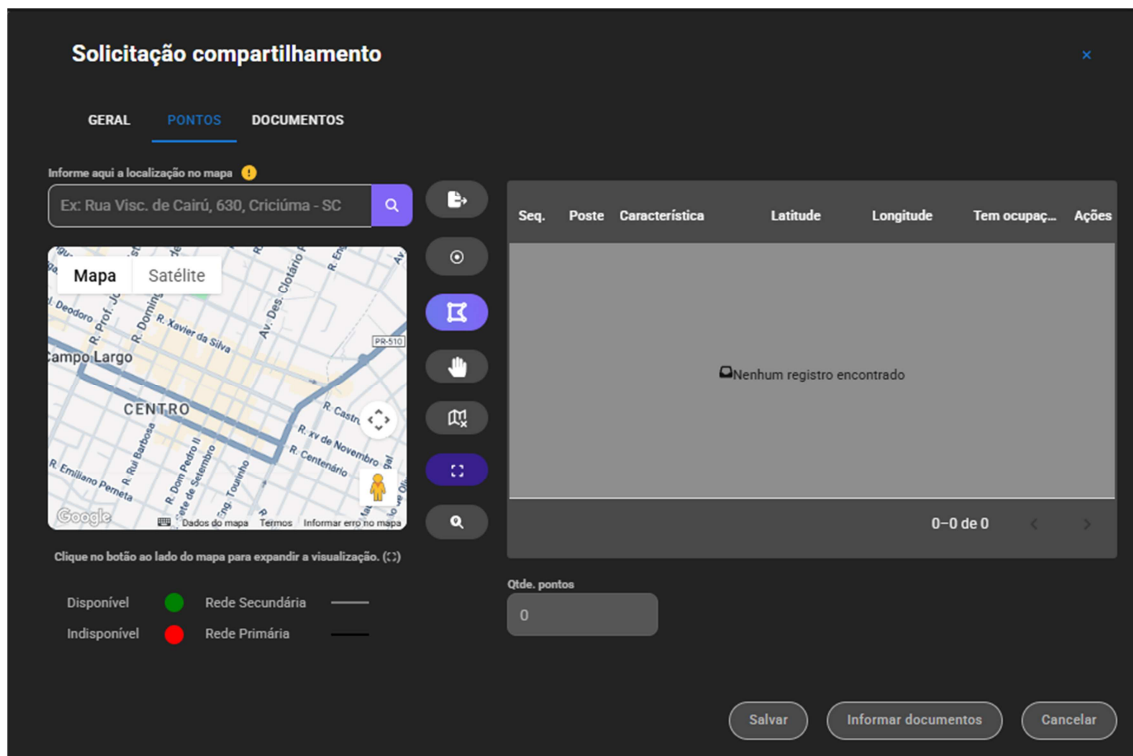 Solicitação compartilhamento
×
GERAL PONTOS DOCUMENTOS
Informe aqui a localização no mapa
Ex: Rua Visc. de Cairú, 630, Criciúma - SC
Seq. Poste Característica Latitude Longitude Tem ocupaç... Ações
Mapa Satélite
R. Xavier da Silva
Av. Des. Clotário
PR-510
Campo Largo
CENTRO
R. Castro
R. xv de Novembro
R. Centenário
R. Rui Barbosa
R. Dom Pedro II
R. Emiliano Perneta
Google
Dados do mapa Termos Informar erro no mapa
Nenhum registro encontrado
0–0 de 0
Clique no botão ao lado do mapa para expandir a visualização.
Qtde. pontos
0
Disponível Rede Secundária
Indisponível Rede Primária
Salvar Informar documentos Cancelar